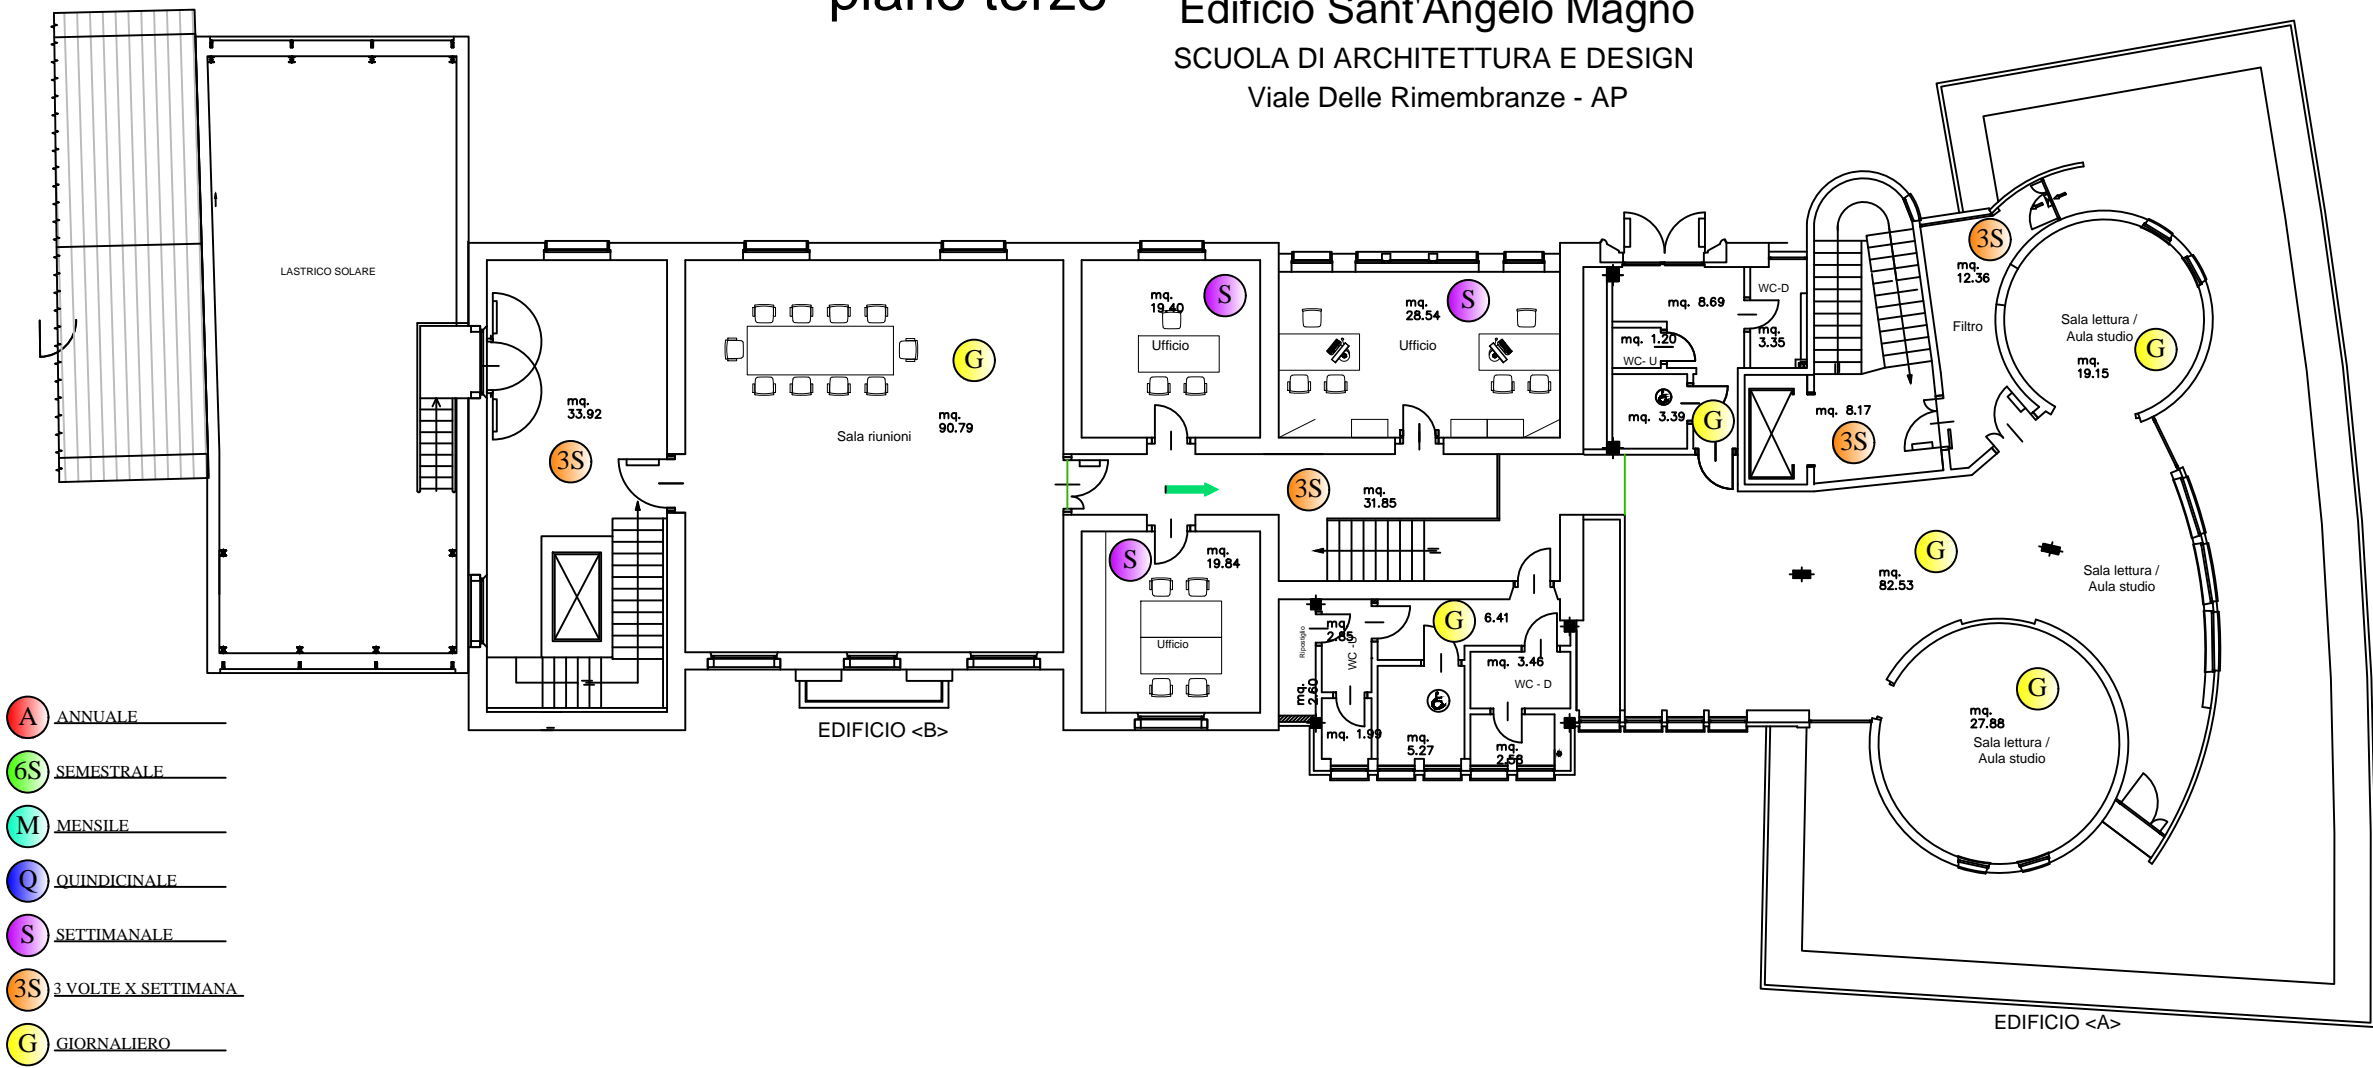 piano terzo
Edificio Sant'Angelo Magno
SCUOLA DI ARCHITETTURA E DESIGN
Viale Delle Rimembranze - AP
LASTRICO SOLARE
mq.
33.92
3S
G
mq.
90.79
Sala riunioni
EDIFICIO <B>
mq.
19.40
S
Ufficio
mq.
28.54
S
Ufficio
3S
mq.
31.85
S
mq.
19.84
Ufficio
mq. 8.69
WC-D
mq.
3.35
mq. 1.20
WC- U
mq. 3.39
G
mq. 8.17
3S
3S
mq.
12.36
Filtro
Sala lettura /
Aula studio
G
mq.
19.15
G
mq.
82.53
Sala lettura /
Aula studio
G
mq.
27.88
Sala lettura /
Aula studio
G
6.41
Ripostiglio
mq.
2.60
mq.
2.85
WC - U
mq. 1.99
mq.
5.27
mq. 3.46
WC - D
mq.
2.58
EDIFICIO <A>
A ANNUALE
6S SEMESTRALE
M MENSILE
Q QUINDICINALE
S SETTIMANALE
3S 3 VOLTE X SETTIMANA
G GIORNALIERO